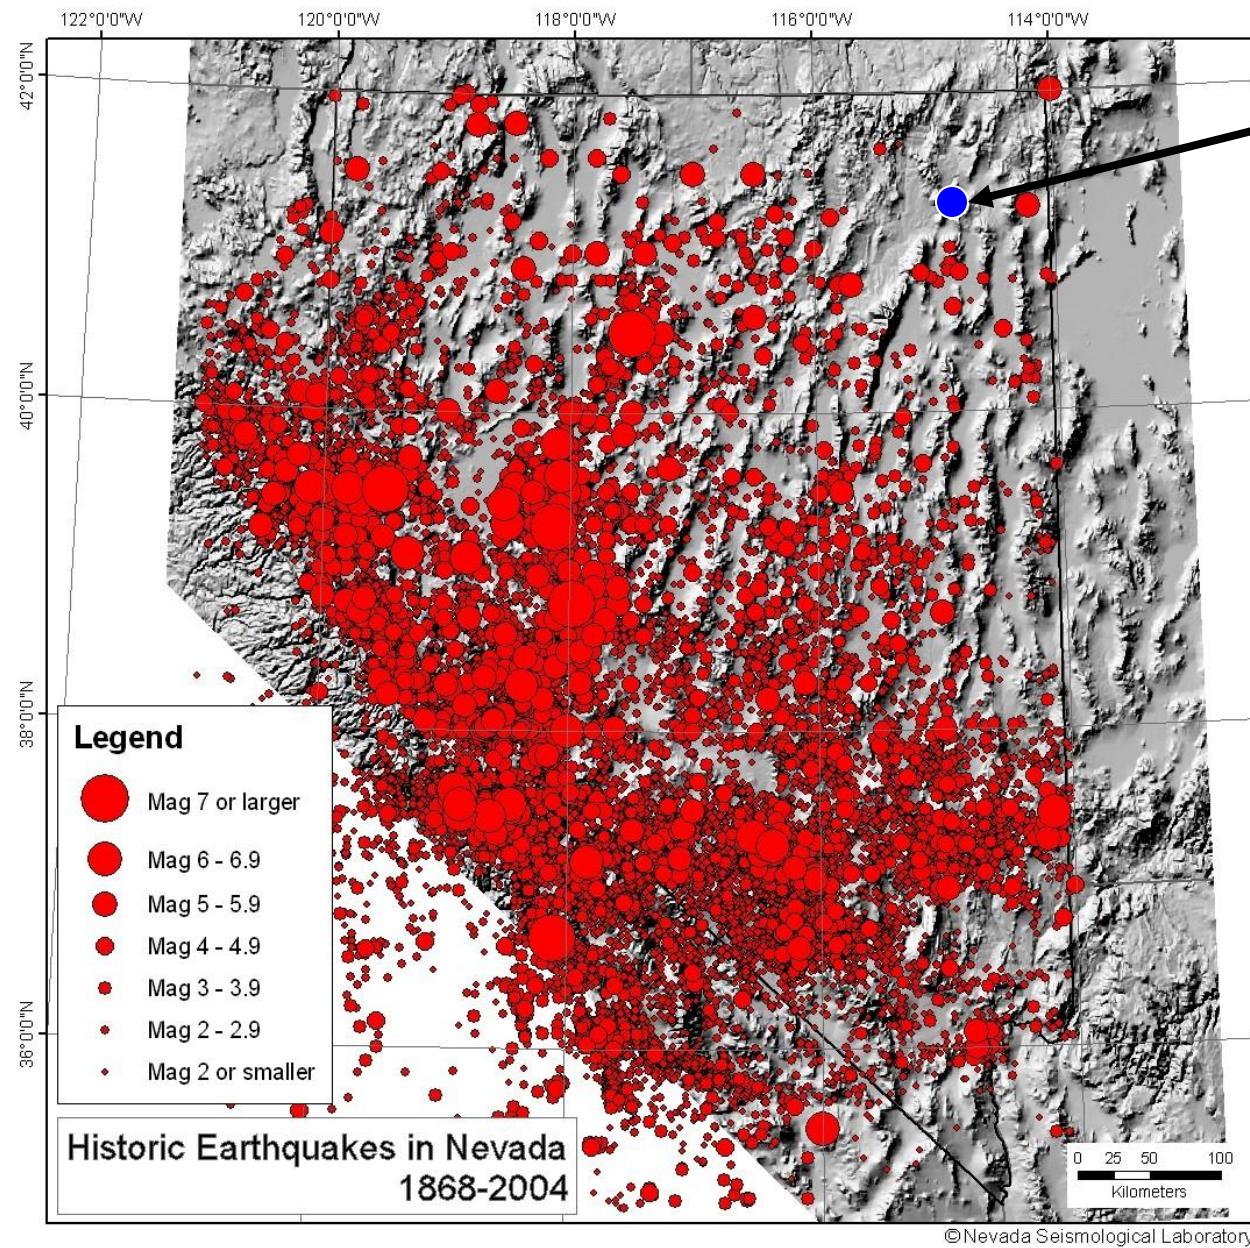 122°0'0"W 120°0'0"W 118°0'0"W 116°0'0"W 114°0'0"W
42°0'0"N
40°0'0"N
38°0'0"N
36°0'0"N
Legend
Mag 7 or larger
Mag 6 - 6.9
Mag 5 - 5.9
Mag 4 - 4.9
Mag 3 - 3.9
Mag 2 - 2.9
Mag 2 or smaller
Historic Earthquakes in Nevada
1868-2004
0 25 50 100
Kilometers
©Nevada Seismological Laboratory